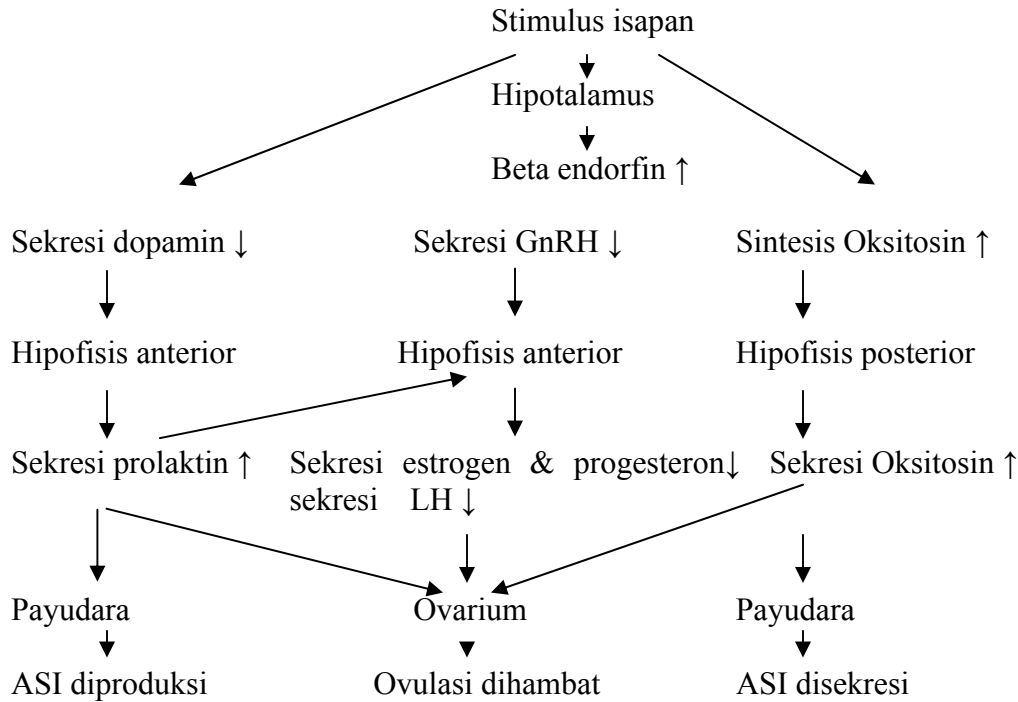 Stimulus isapan
Hipotalamus
Beta endorfin ↑
Sekresi dopamin ↓
Sekresi GnRH ↓
Sintesis Oksitosin ↑
Hipofisis anterior
Hipofisis anterior
Hipofisis posterior
Sekresi prolaktin ↑
Sekresi estrogen & progesteron↓
sekresi LH ↓
Sekresi Oksitosin ↑
Payudara
Ovarium
Payudara
ASI diproduksi
Ovulasi dihambat
ASI disekresi